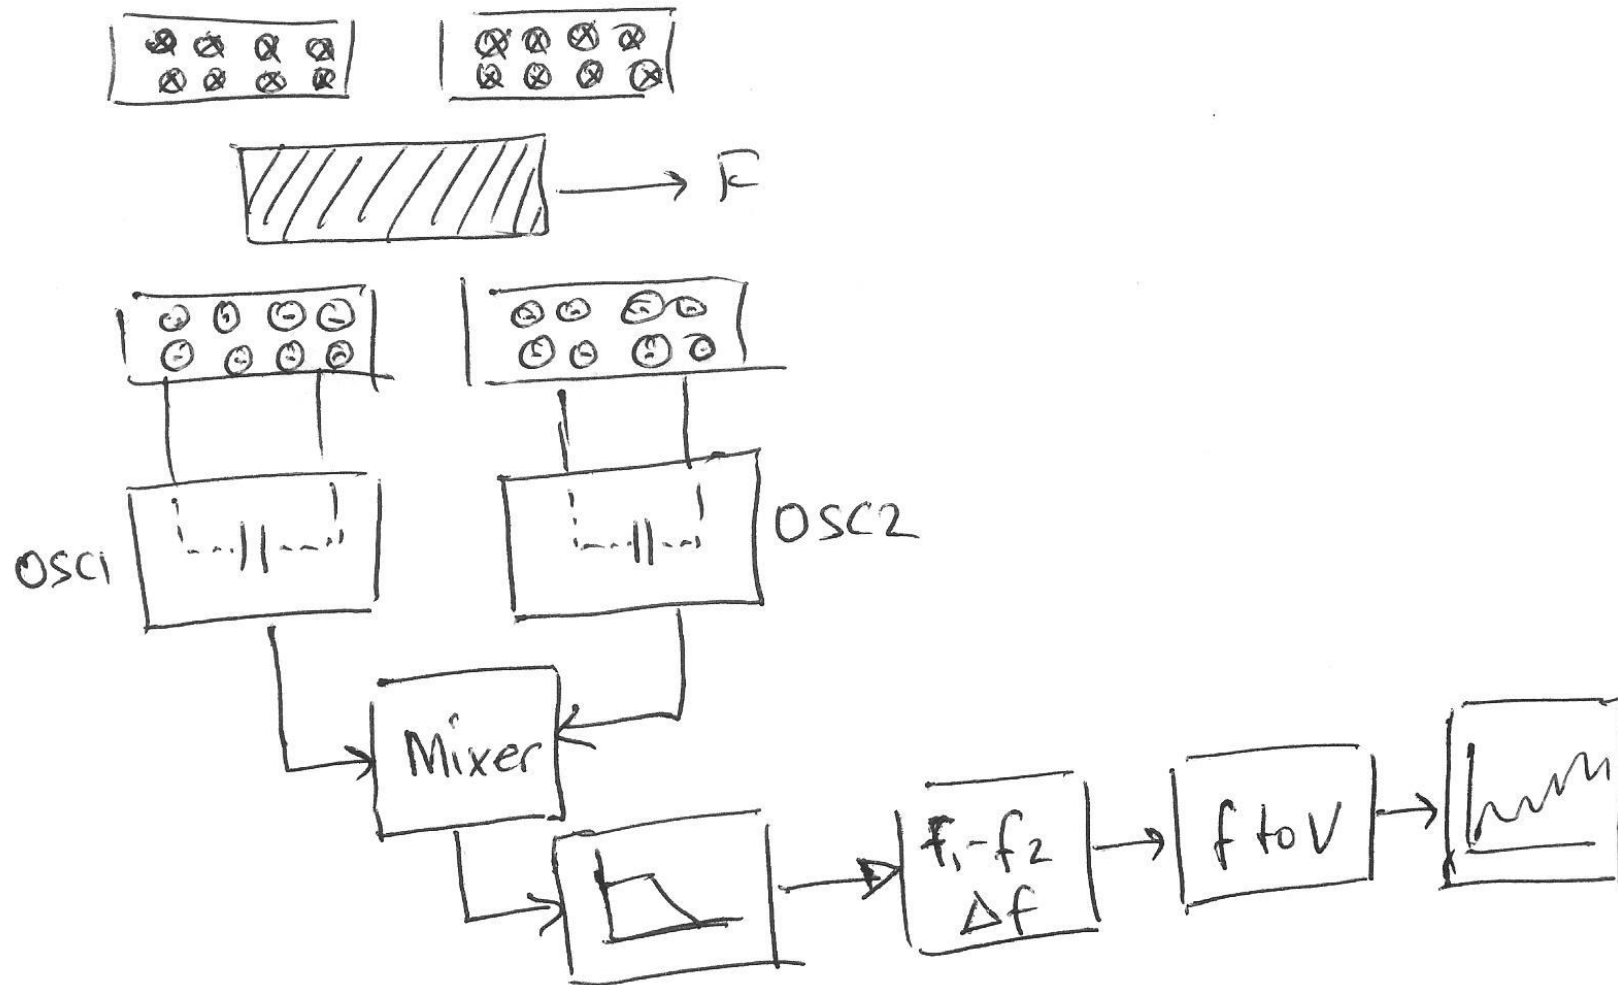 F
OSC1
OSC2
Mixer
f1-f2
Δf
f to V